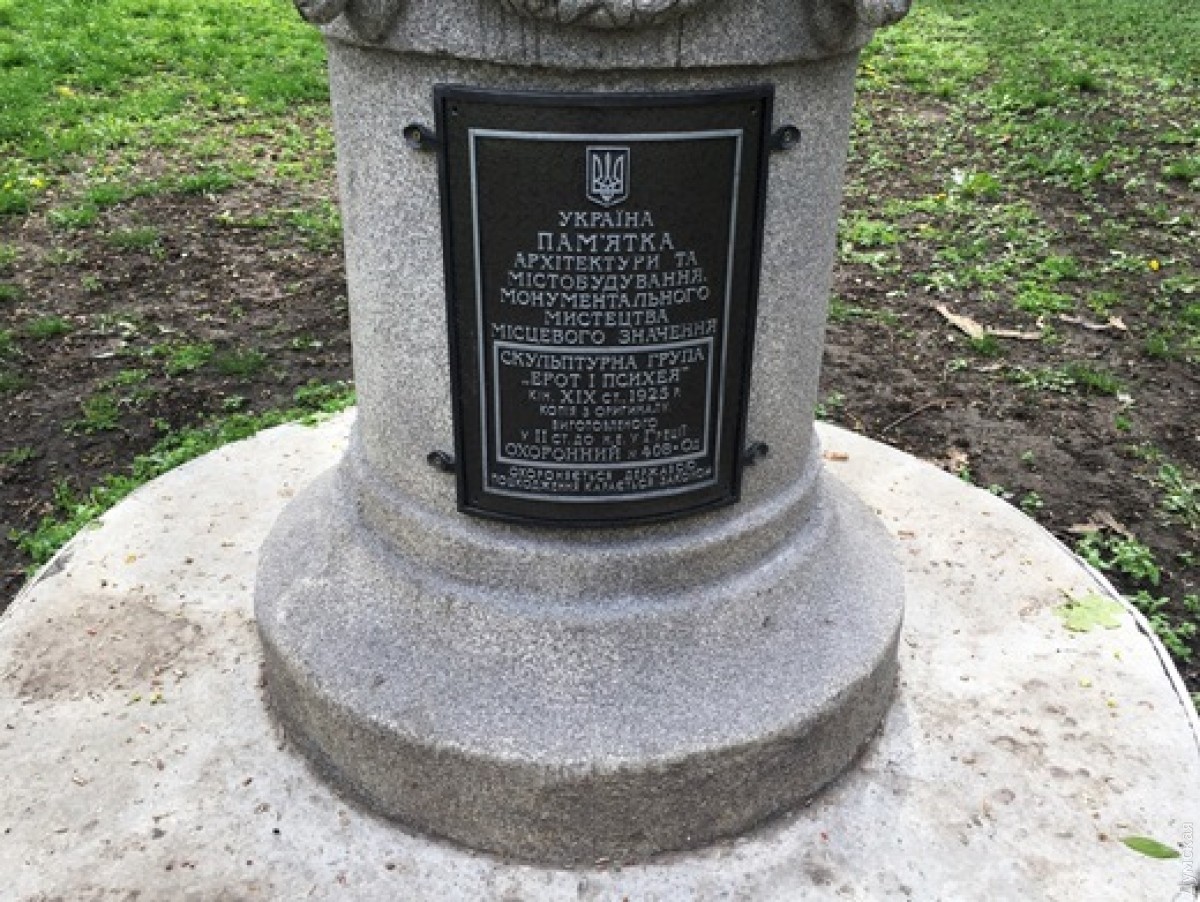 УКРАЇНА
ПАМ'ЯТКА
АРХІТЕКТУРИ ТА
МІСТОБУДУВАННЯ,
МОНУМЕНТАЛЬНОГО
МИСТЕЦТВА
МІСЦЕВОГО ЗНАЧЕННЯ
СКУЛЬПТУРНА ГРУПА
„ЕРОТ І ПСИХЕЯ"
КІН. XIX СТ., 1925 Р.
КОПІЯ З ОРИГІНАЛУ,
ВИГОТОВЛЕНОГО
У II СТ. ДО Н.Е. У ГРЕЦІЇ
ОХОРОННИЙ № 408-ОД
ОХОРОНЯЄТЬСЯ ДЕРЖАВОЮ
ПОШКОДЖЕННЯ КАРАЄТЬСЯ ЗАКОНОМ